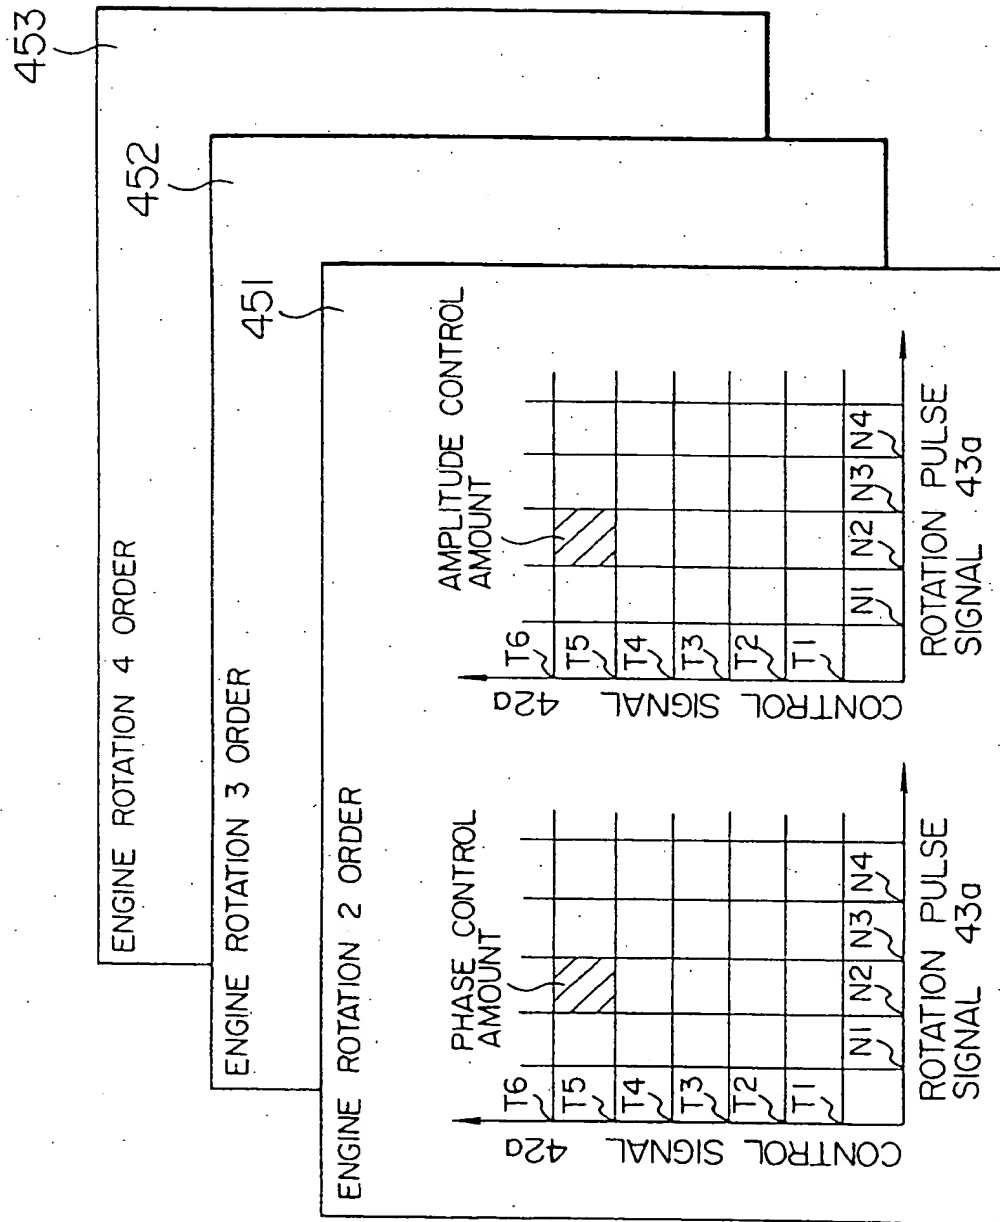 453
ENGINE ROTATION 4 ORDER
452
ENGINE ROTATION 3 ORDER
451
ENGINE ROTATION 2 ORDER
PHASE CONTROL
AMOUNT
CONTROL SIGNAL 42a
T6
T5
T4
T3
T2
T1
N1
N2
N3
N4
ROTATION PULSE
SIGNAL 43a
AMPLITUDE CONTROL
AMOUNT
CONTROL SIGNAL 42a
T6
T5
T4
T3
T2
T1
N1
N2
N3
N4
ROTATION PULSE
SIGNAL 43a